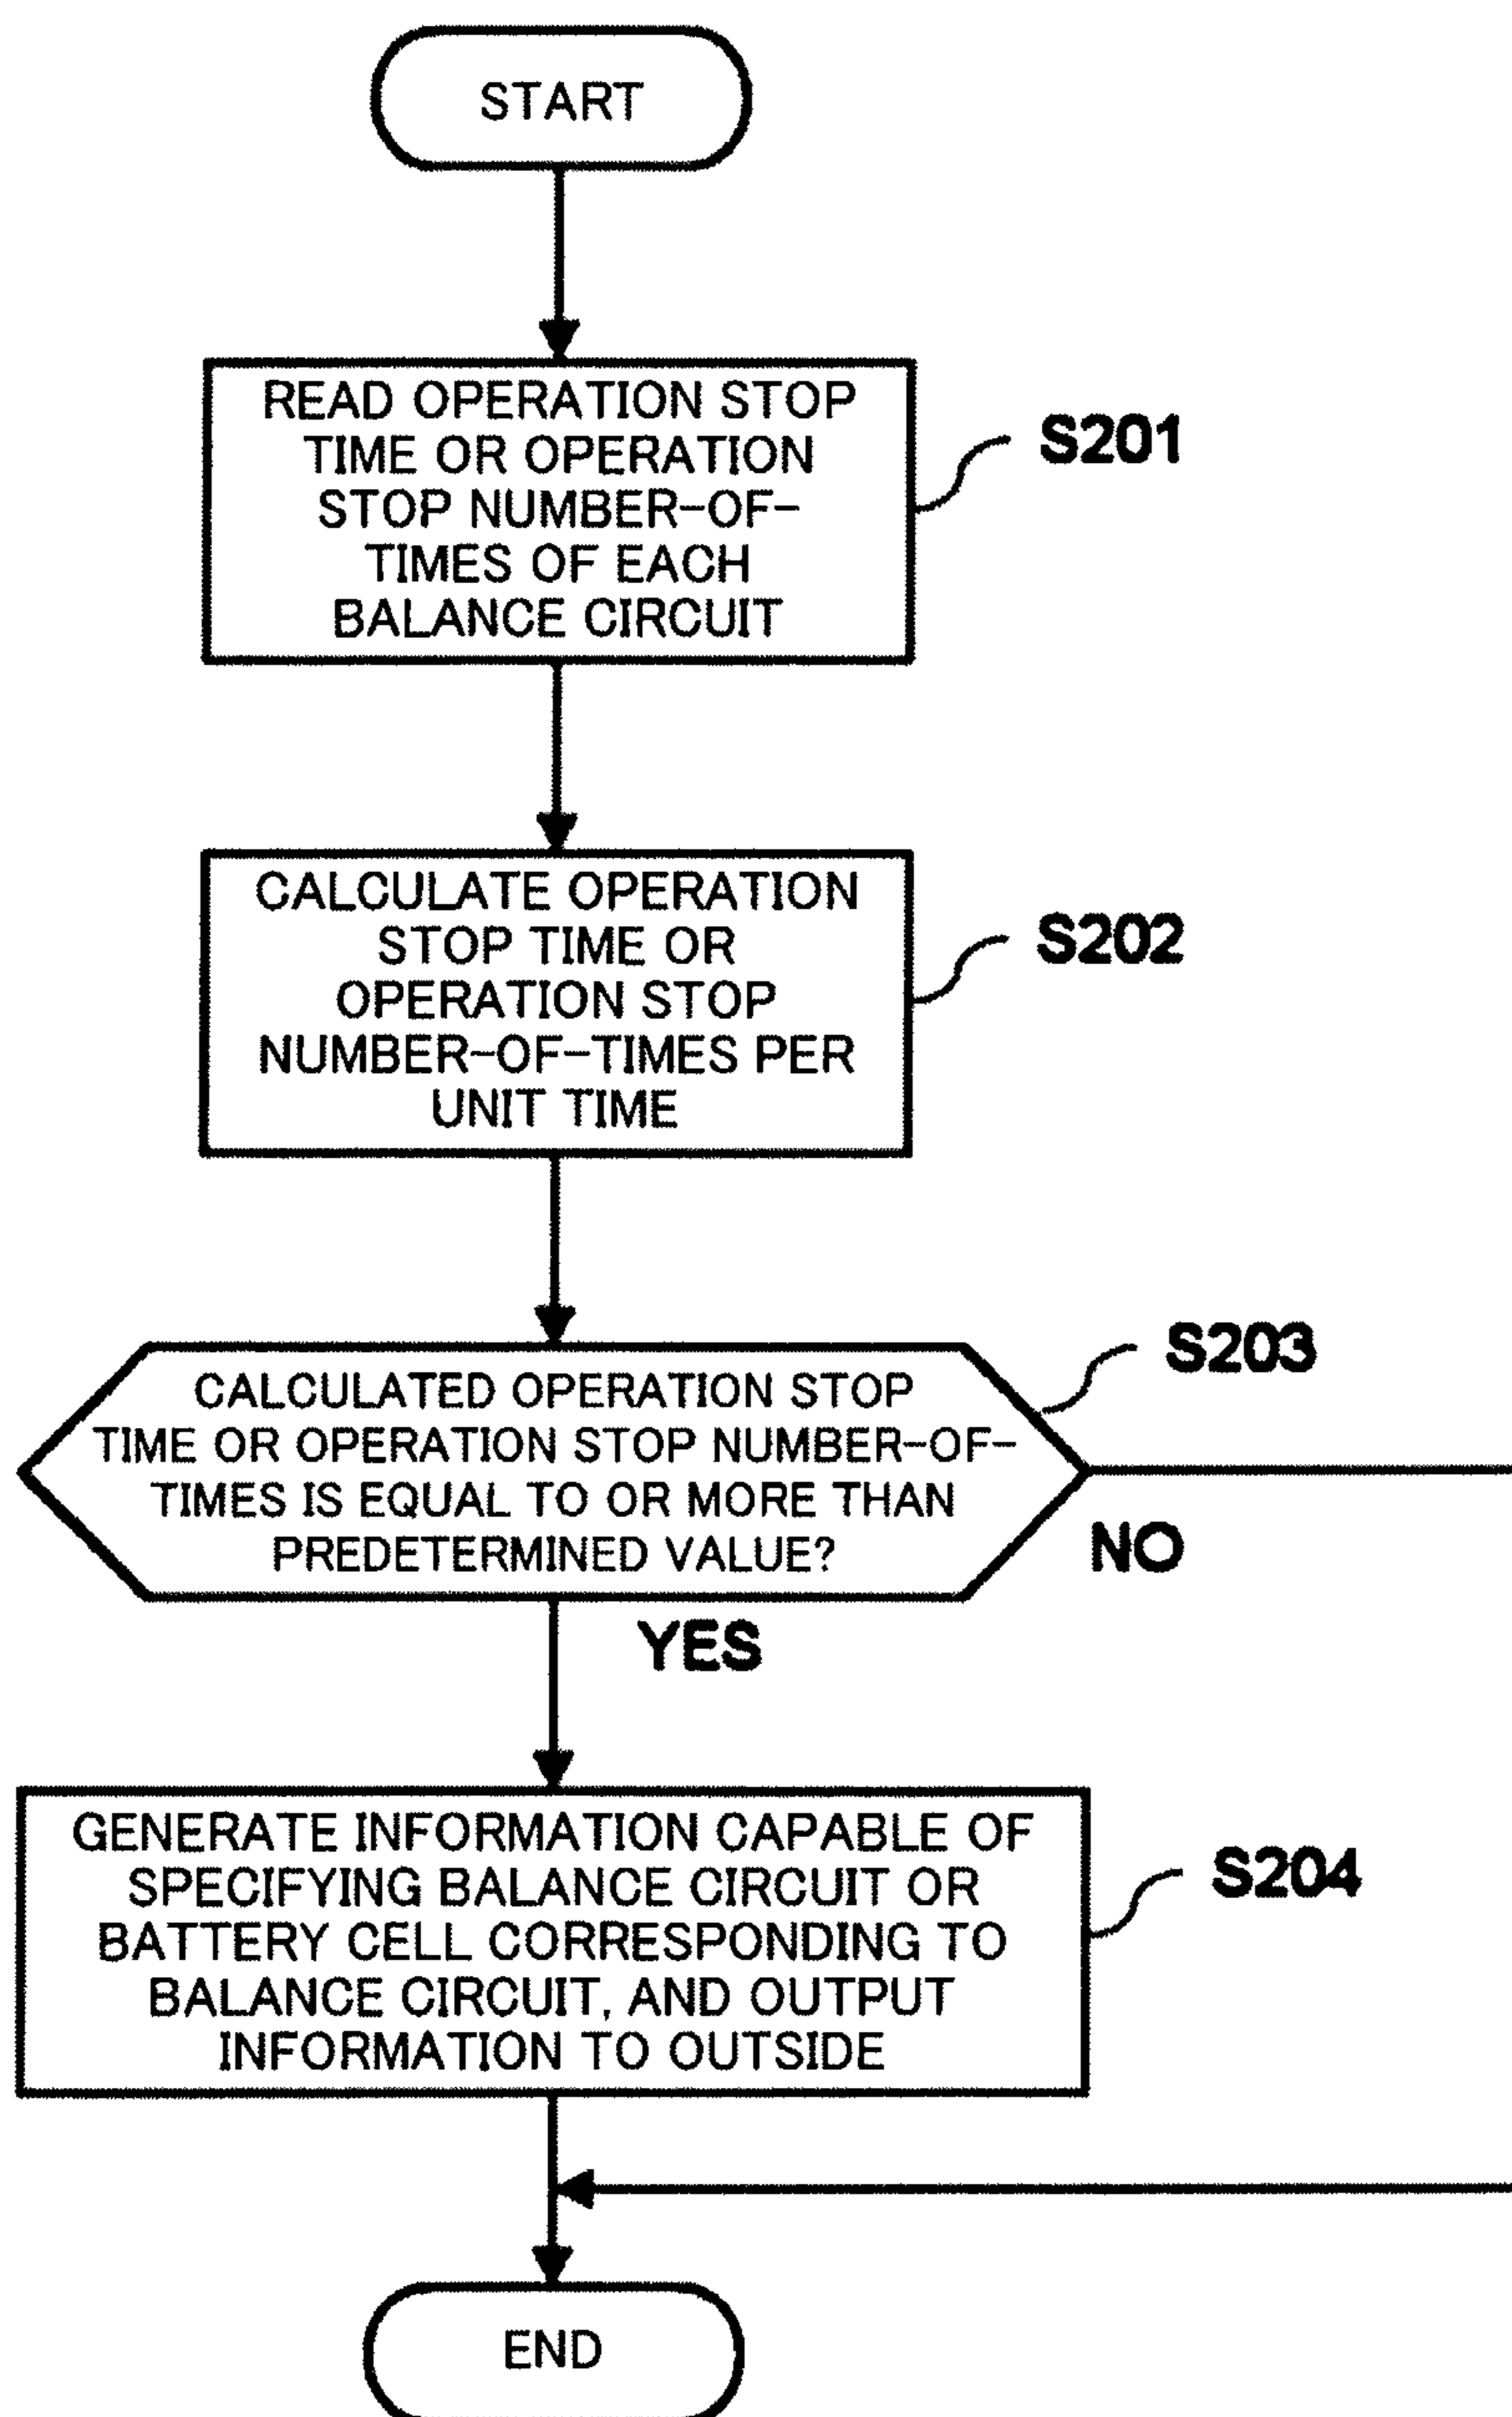 START
READ OPERATION STOP
TIME OR OPERATION
STOP NUMBER-OF-
TIMES OF EACH
BALANCE CIRCUIT
S201
CALCULATE OPERATION
STOP TIME OR
OPERATION STOP
NUMBER-OF-TIMES PER
UNIT TIME
S202
CALCULATED OPERATION STOP
TIME OR OPERATION STOP NUMBER-OF-
TIMES IS EQUAL TO OR MORE THAN
PREDETERMINED VALUE?
S203
NO
YES
GENERATE INFORMATION CAPABLE OF
SPECIFYING BALANCE CIRCUIT OR
BATTERY CELL CORRESPONDING TO
BALANCE CIRCUIT, AND OUTPUT
INFORMATION TO OUTSIDE
S204
END